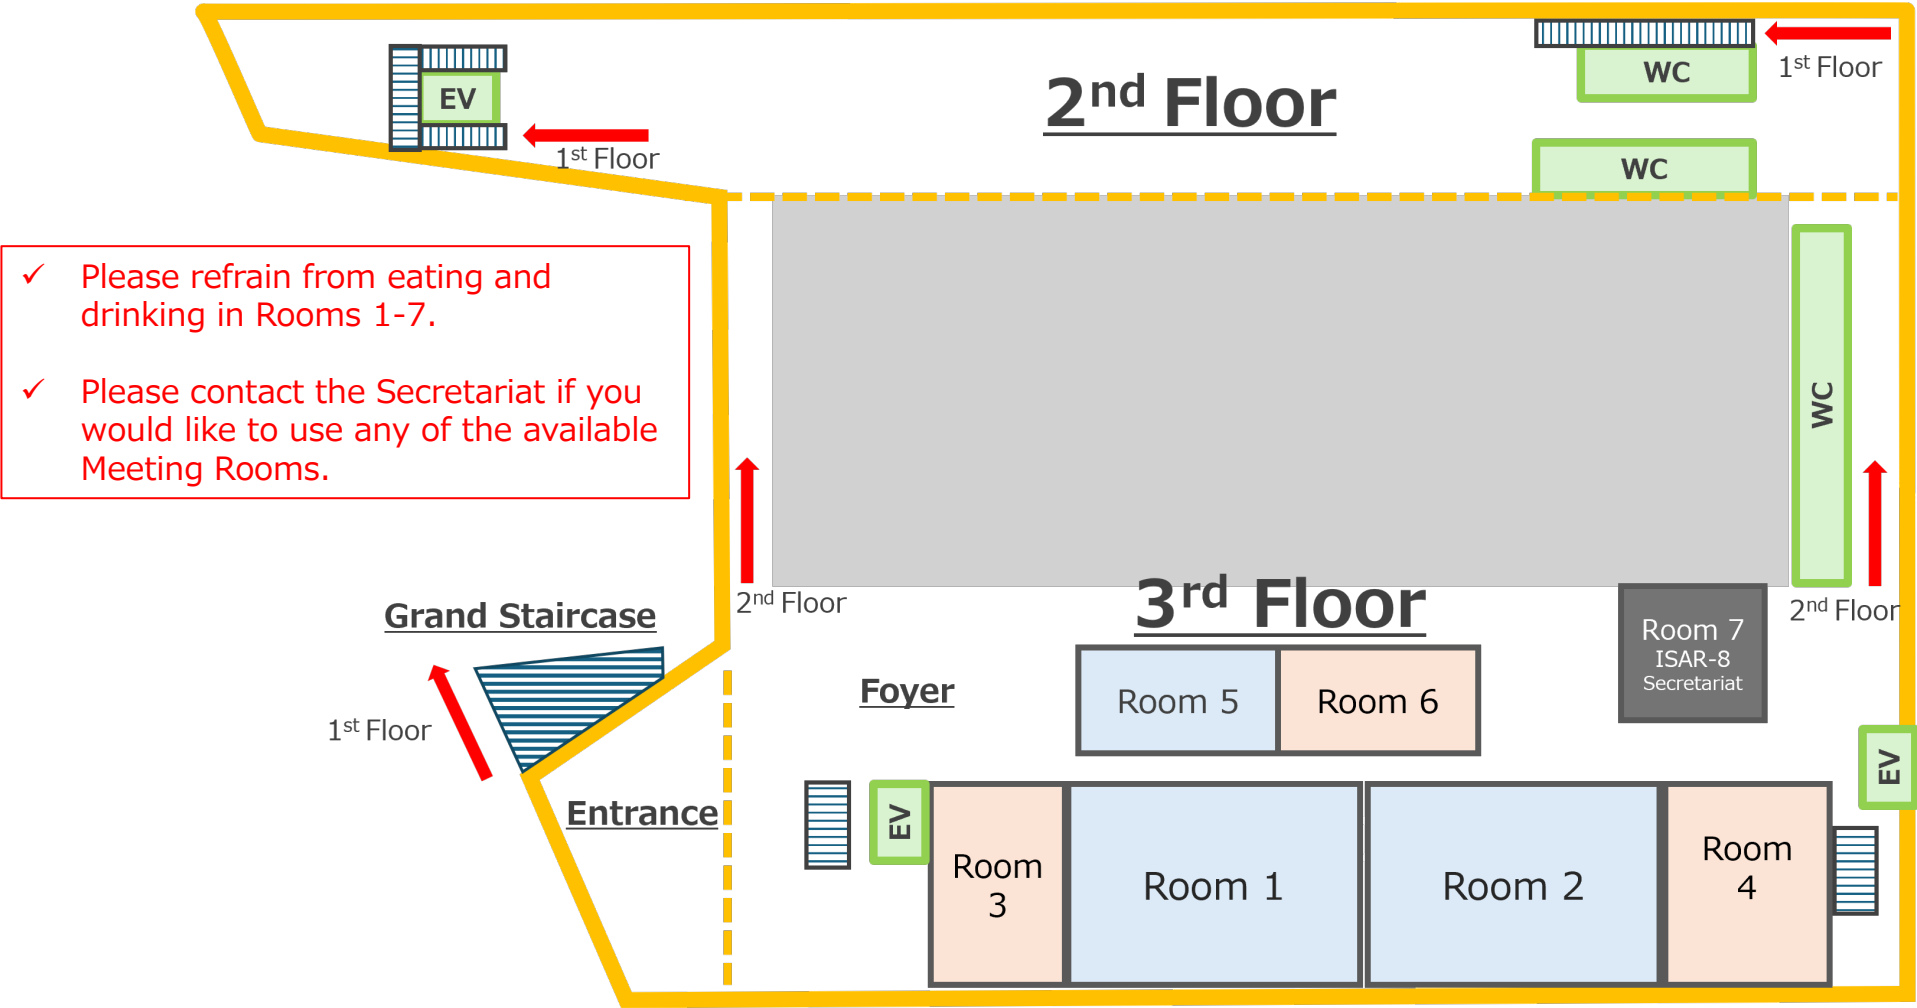 2nd Floor
WC
1st Floor
EV
1st Floor
WC
✓ Please refrain from eating and
drinking in Rooms 1-7.
✓ Please contact the Secretariat if you
would like to use any of the available
Meeting Rooms.
WC
2nd Floor
3rd Floor
2nd Floor
Grand Staircase
1st Floor
Foyer
Room 5
Room 6
Room 7
ISAR-8
Secretariat
Entrance
EV
EV
Room
3
Room 1
Room 2
Room
4